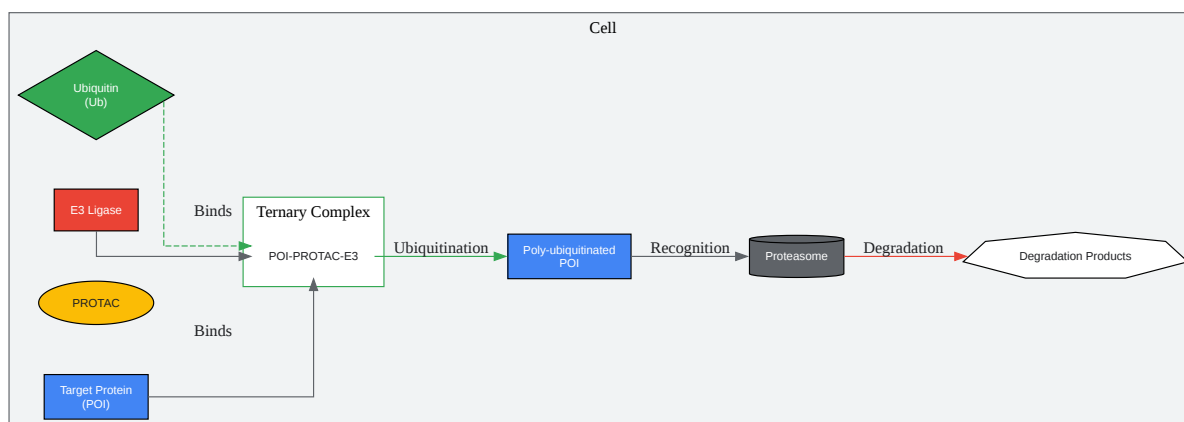 Cell
Ubiquitin
(Ub)
E3 Ligase
Binds
Ternary Complex
POI-PROTAC-E3
Ubiquitination
Poly-ubiquitinated
POI
Recognition
Proteasome
Degradation
Degradation Products
PROTAC
Binds
Target Protein
(POI)